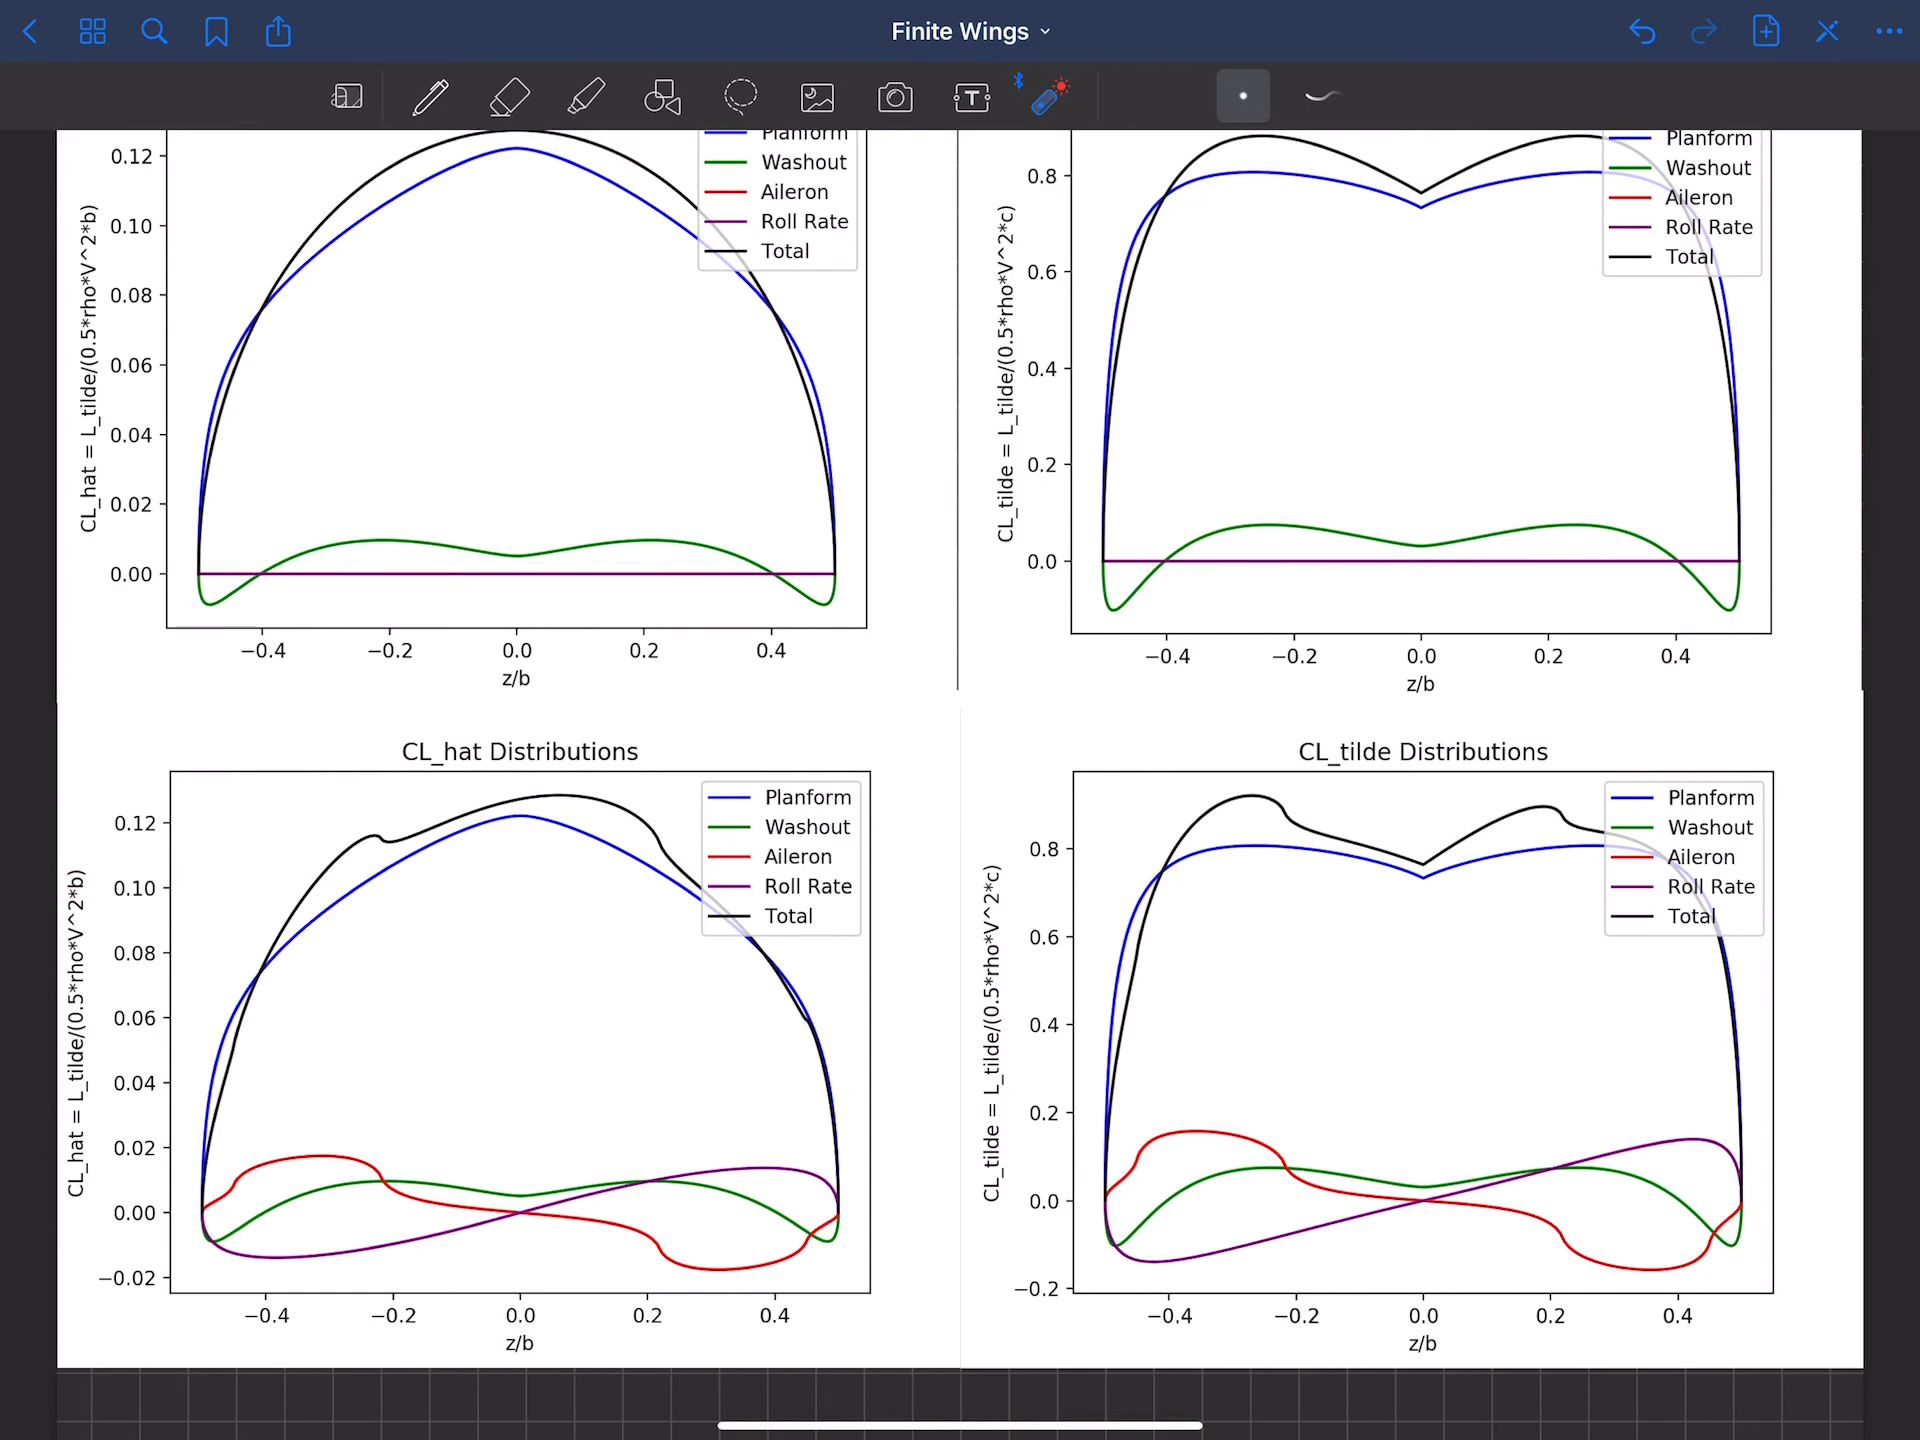 Finite Wings
Planform
Washout
Aileron
Roll Rate
Total
CL_hat = L_tilde/(0.5*rho*V^2*b)
0.12
0.10
0.08
0.06
0.04
0.02
0.00
−0.4 −0.2 0.0 0.2 0.4
z/b
Planform
Washout
Aileron
Roll Rate
Total
CL_tilde = L_tilde/(0.5*rho*V^2*c)
0.8
0.6
0.4
0.2
0.0
−0.4 −0.2 0.0 0.2 0.4
z/b
CL_hat Distributions
Planform
Washout
Aileron
Roll Rate
Total
CL_hat = L_tilde/(0.5*rho*V^2*b)
0.12
0.10
0.08
0.06
0.04
0.02
0.00
−0.02
−0.4 −0.2 0.0 0.2 0.4
z/b
CL_tilde Distributions
Planform
Washout
Aileron
Roll Rate
Total
CL_tilde = L_tilde/(0.5*rho*V^2*c)
0.8
0.6
0.4
0.2
0.0
−0.2
−0.4 −0.2 0.0 0.2 0.4
z/b